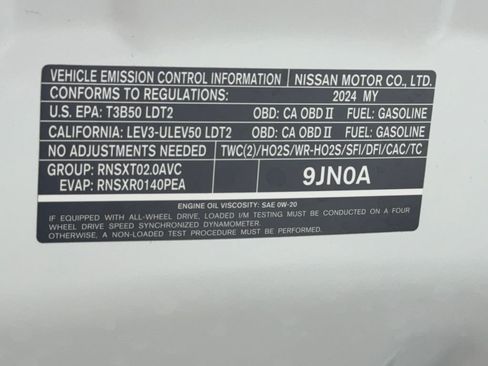 VEHICLE EMISSION CONTROL INFORMATION NISSAN MOTOR CO., LTD.
CONFORMS TO REGULATIONS: 2024 MY
U.S. EPA: T3B50 LDT2 OBD: CA OBD II FUEL: GASOLINE
CALIFORNIA: LEV3-ULEV50 LDT2 OBD: CA OBD II FUEL: GASOLINE
NO ADJUSTMENTS NEEDED TWC(2)/HO2S/WR-HO2S/SFI/DFI/CAC/TC
GROUP: RNSXT02.0AVC
EVAP: RNSXR0140PEA
9JN0A
ENGINE OIL VISCOSITY: SAE 0W-20
IF EQUIPPED WITH ALL-WHEEL DRIVE, LOADED I/M TESTING MUST BE CONDUCTED ON A FOUR
WHEEL DRIVE SPEED SYNCHRONIZED DYNAMOMETER.
OTHERWISE A NON-LOADED TEST PROCEDURE MUST BE PERFORMED.